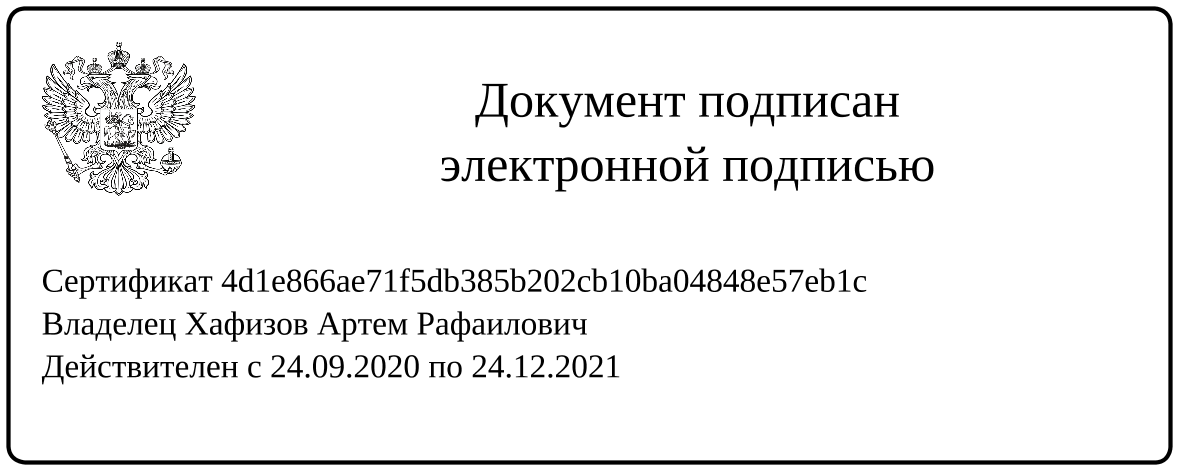 Документ подписан
электронной подписью
Сертификат 4d1e866ae71f5db385b202cb10ba04848e57eb1c
Владелец Хафизов Артем Рафаилович
Действителен с 24.09.2020 по 24.12.2021